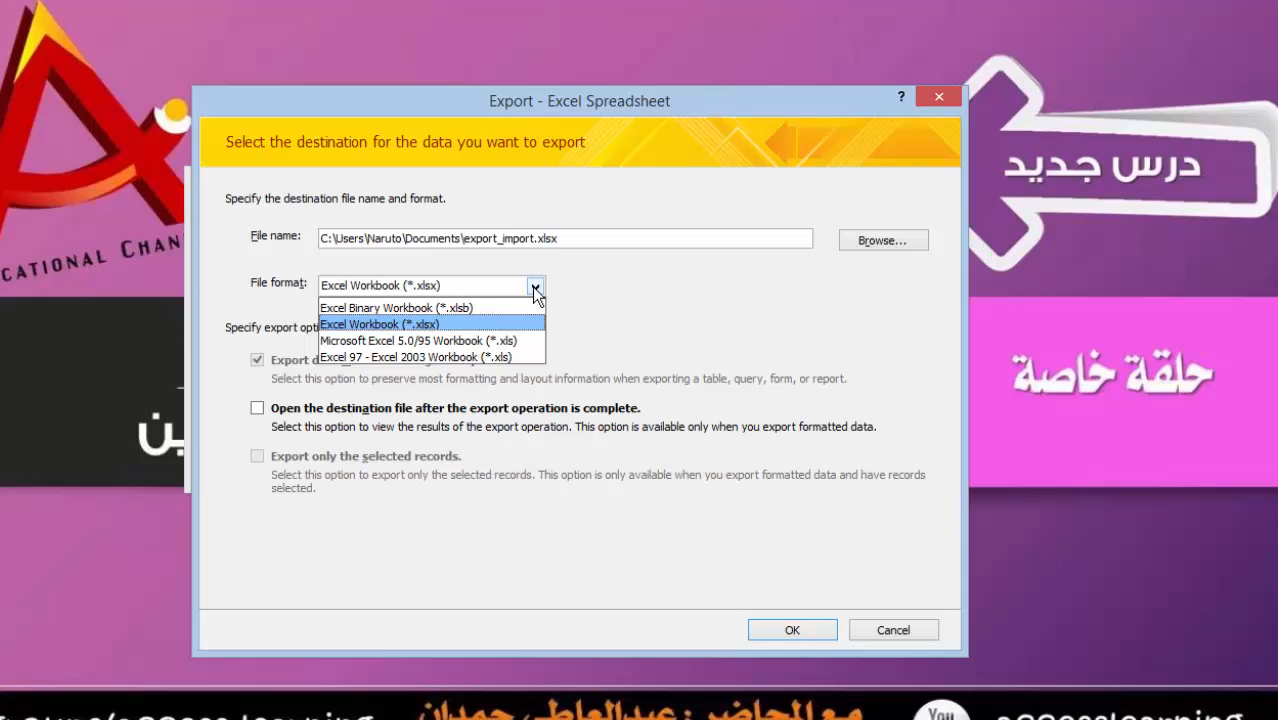 Export - Excel Spreadsheet
?
Select the destination for the data you want to export
درس جديد
Specify the destination file name and format.
CATIONAL CHAN
File name:
C:\Users\Naruto\Documents\export_import.xlsx
Browse...
File format:
Excel Workbook (*.xlsx)
Excel Binary Workbook (*.xlsb)
Excel Workbook (*.xlsx)
Specify export opti
Microsoft Excel 5.0/95 Workbook (*.xls)
Excel 97 - Excel 2003 Workbook (*.xls)
Export d
Select this option to preserve most formatting and layout information when exporting a table, query, form, or report.
حلقة خاصة
Open the destination file after the export operation is complete.
Select this option to view the results of the export operation. This option is available only when you export formatted data.
ين
Export only the selected records.
Select this option to export only the selected records. This option is only available when you export formatted data and have records
selected.
OK
Cancel
مع المحاضر : عبدالعاطي حمدان
You